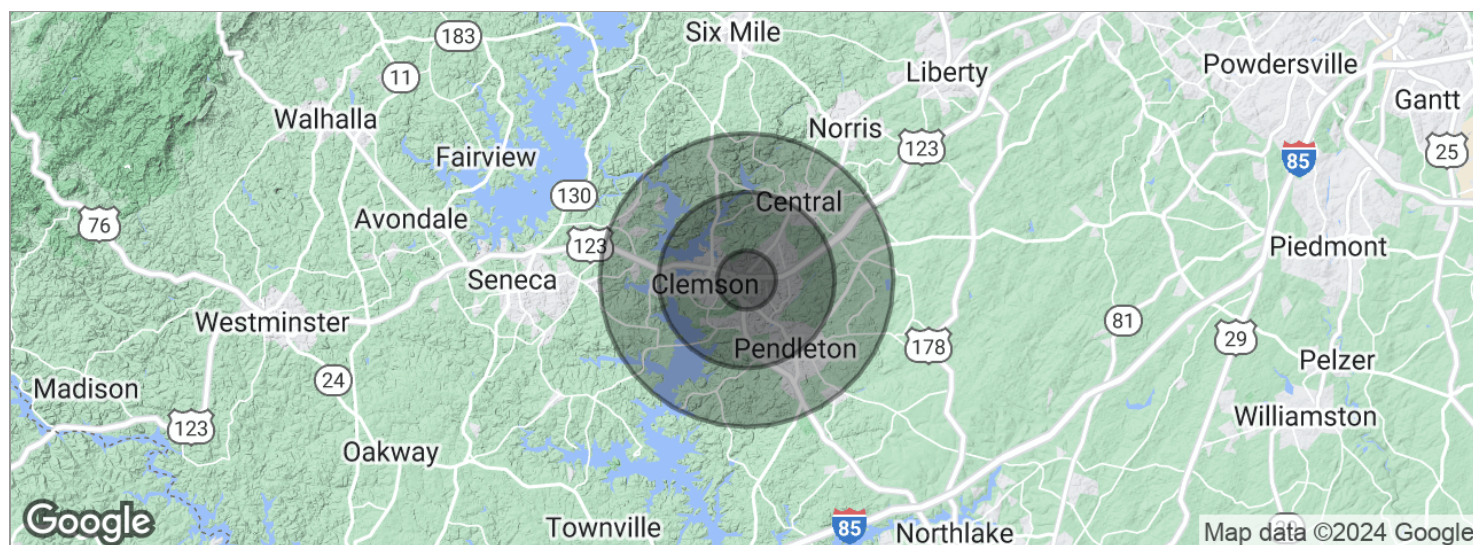 183
Six Mile
11
Liberty
Powdersville
Gantt
Walhalla
Norris
123
25
Fairview
85
130
Central
76
Avondale
123
Piedmont
Seneca
Clemson
Westminster
81
178
29
Pendleton
Pelzer
24
Madison
Williamston
123
Oakway
Google
Townville
85
Northlake
Map data ©2024 Google